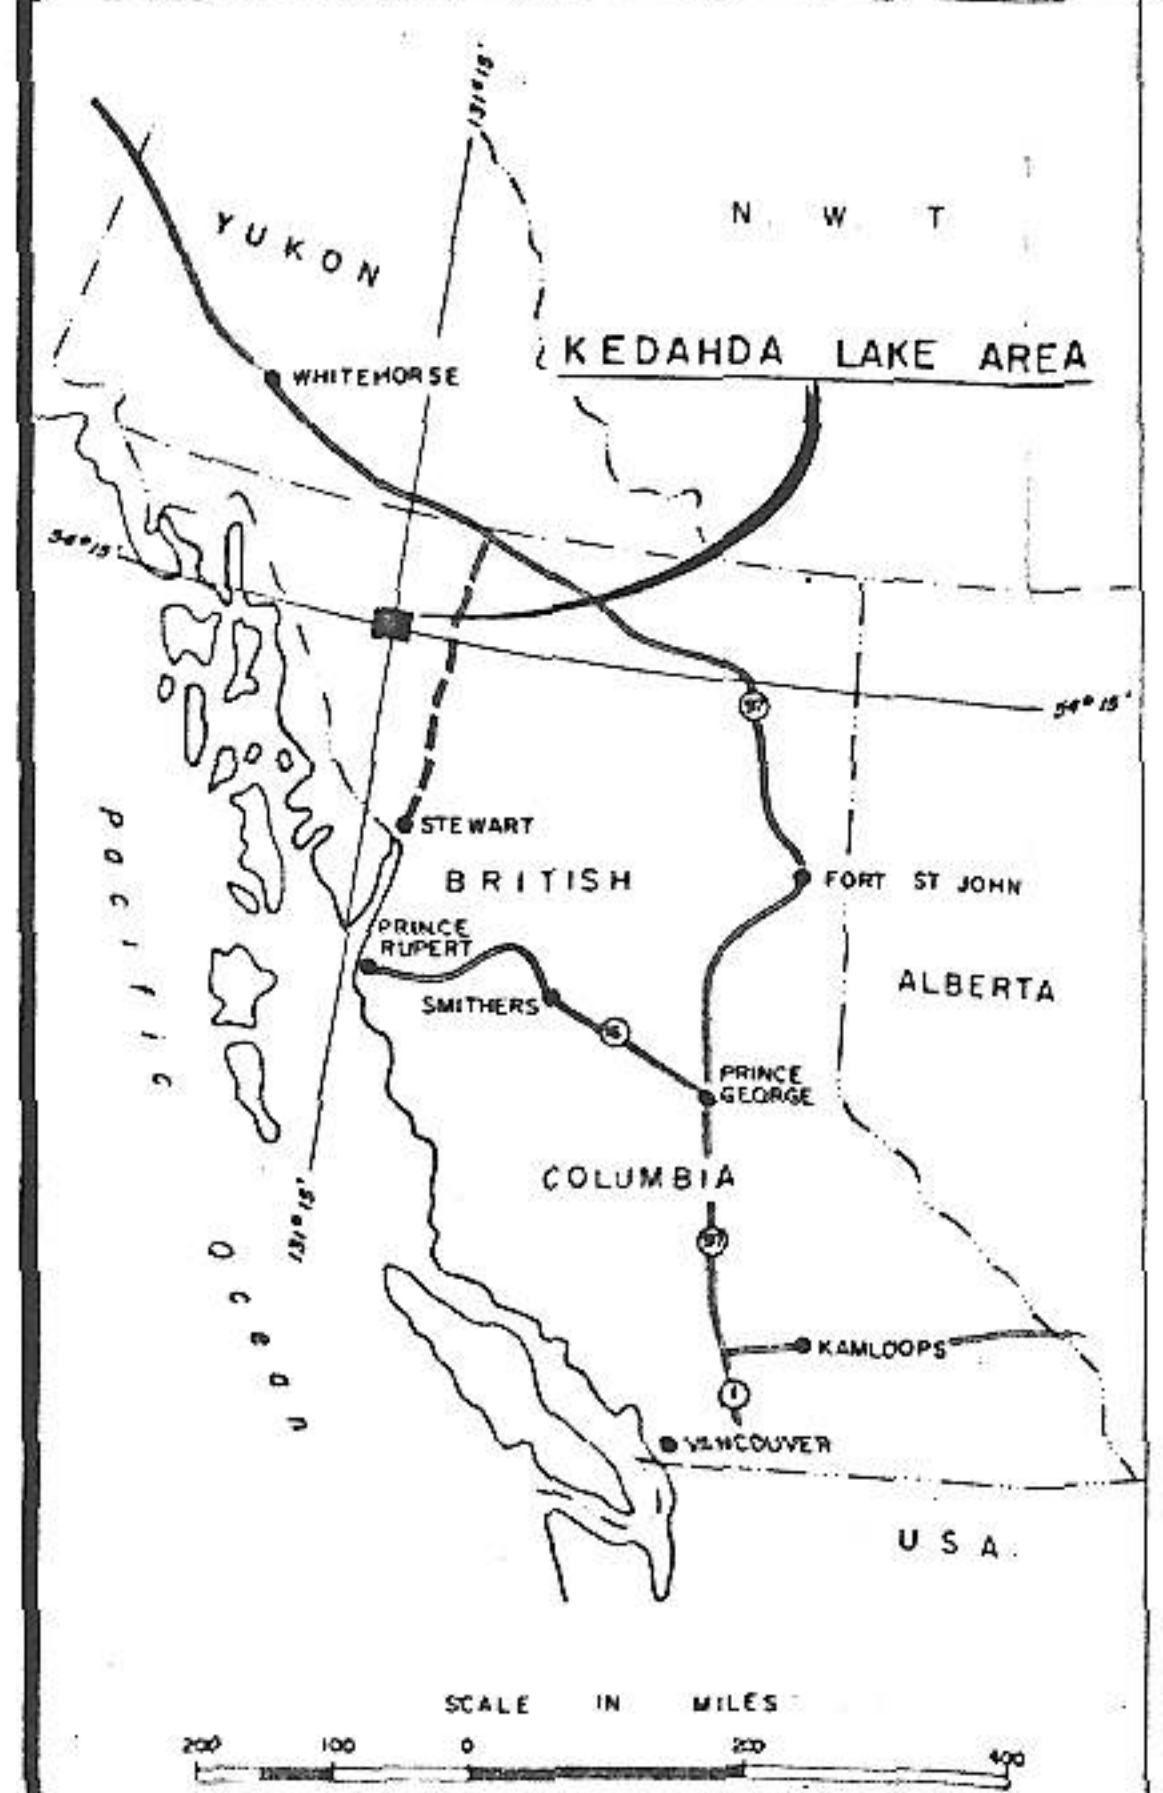 131° 15'
YUKON
N. W. T
KEDAHDA LAKE AREA
WHITEHORSE
54° 15'
97
54° 15'
STEWART
BRITISH
FORT ST JOHN
PRINCE
RUPERT
SMITHERS
16
ALBERTA
PRINCE
GEORGE
COLUMBIA
131° 15'
Pacific
Ocean
97
KAMLOOPS
1
VANCOUVER
U S A.
SCALE IN MILES
200 100 0 200 400